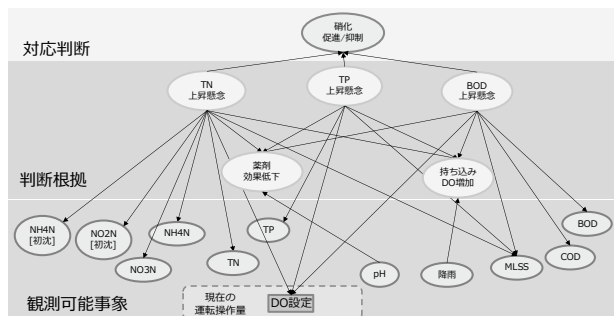 硝化
促進/抑制
対応判断
TN
上昇懸念
TP
上昇懸念
BOD
上昇懸念
判断根拠
薬剤
効果低下
持ち込み
DO増加
NH4N
[初沈]
NO2N
[初沈]
NH4N
TP
BOD
NO3N
TN
pH
降雨
MLSS
COD
観測可能事象
現在の
運転操作量
DO設定